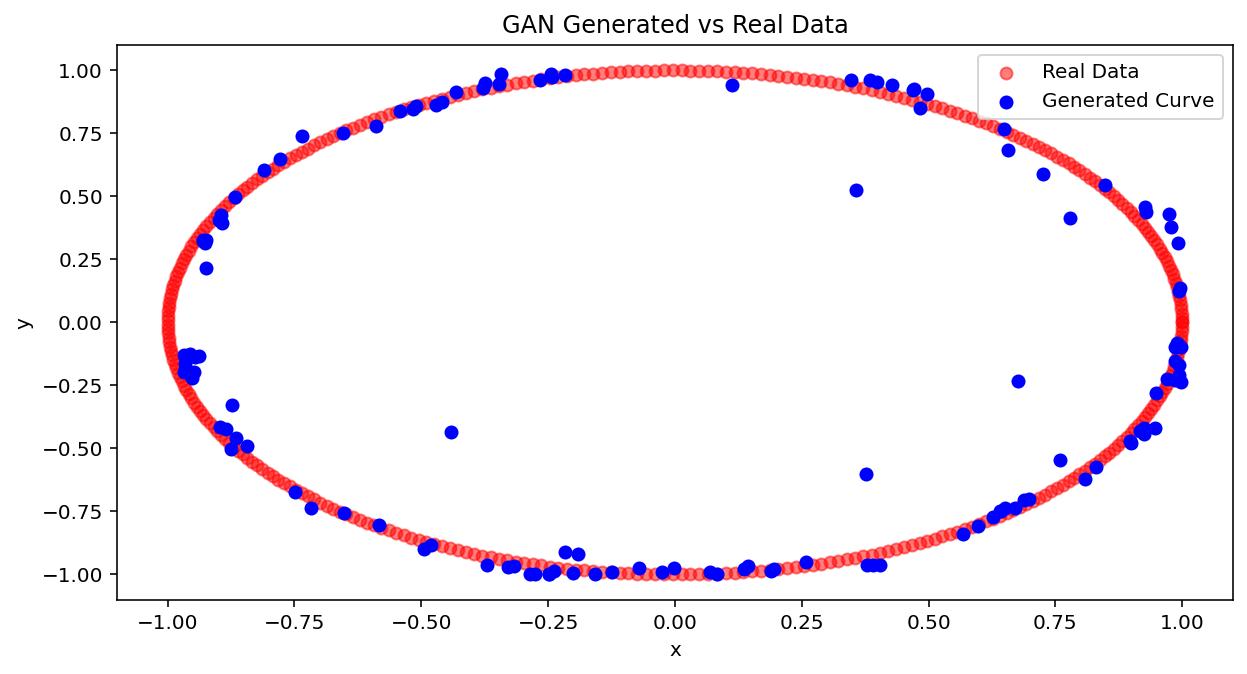 GAN Generated vs Real Data
Real Data
Generated Curve
1.00
0.75
0.50
0.25
0.00
−0.25
−0.50
−0.75
−1.00
y
−1.00 −0.75 −0.50 −0.25 0.00 0.25 0.50 0.75 1.00
x